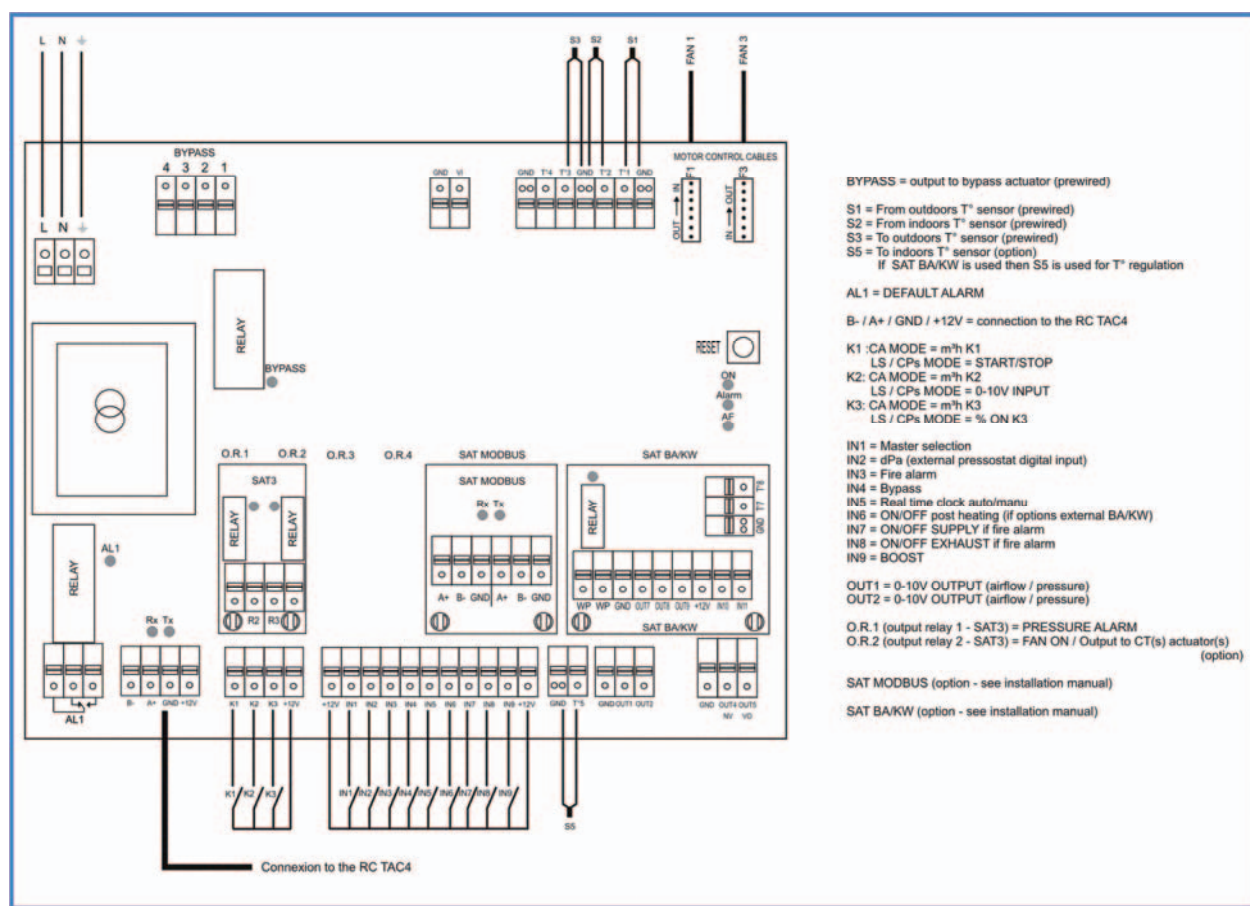 L N
S3 S2 S1
FAN 1
FAN 3
BYPASS
4 3 2 1
GND VI
GND T°4 T°3 GND T°2 T°1 GND
MOTOR CONTROL CABLES
F1
OUT → IN
F3
IN → OUT
L N
RELAY
BYPASS
RESET
ON
Alarm
AF
O.R.1 O.R.2 O.R.3 O.R.4
SAT MODBUS
SAT BA/KW
SAT3
RELAY
RELAY
R2 R3
SAT MODBUS
Rx Tx
A+ B- GND A+ B- GND
RELAY
T°8
T°7
GND
WP WP GND OUT7 OUT8 OUT9 +12V IN10 IN11
SAT BA/KW
RELAY
AL1
Rx Tx
AL1
B- A+ GND +12V
K1 K2 K3 +12V
+12V IN1 IN2 IN3 IN4 IN5 IN6 IN7 IN8 IN9 +12V
GND T°5
GND OUT1 OUT2
GND OUT4 OUT5
NV VO
K1 K2 K3
IN1 IN2 IN3 IN4 IN5 IN6 IN7 IN8 IN9
S5
Connexion to the RC TAC4
BYPASS = output to bypass actuator (prewired)
S1 = From outdoors T° sensor (prewired)
S2 = From indoors T° sensor (prewired)
S3 = To outdoors T° sensor (prewired)
S5 = To indoors T° sensor (option)
If SAT BA/KW is used then S5 is used for T° regulation
AL1 = DEFAULT ALARM
B- / A+ / GND / +12V = connection to the RC TAC4
K1 :CA MODE = m³h K1
LS / CPs MODE = START/STOP
K2: CA MODE = m³h K2
LS / CPs MODE = 0-10V INPUT
K3: CA MODE = m³h K3
LS / CPs MODE = % ON K3
IN1 = Master selection
IN2 = dPa (external pressostat digital input)
IN3 = Fire alarm
IN4 = Bypass
IN5 = Real time clock auto/manu
IN6 = ON/OFF post heating (if options external BA/KW)
IN7 = ON/OFF SUPPLY if fire alarm
IN8 = ON/OFF EXHAUST if fire alarm
IN9 = BOOST
OUT1 = 0-10V OUTPUT (airflow / pressure)
OUT2 = 0-10V OUTPUT (airflow / pressure)
O.R.1 (output relay 1 - SAT3) = PRESSURE ALARM
O.R.2 (output relay 2 - SAT3) = FAN ON / Output to CT(s) actuator(s)
(option)
SAT MODBUS (option - see installation manual)
SAT BA/KW (option - see installation manual)